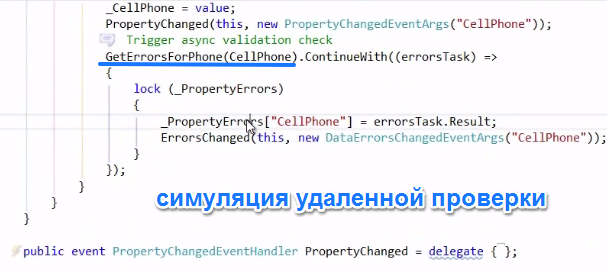 _CellPhone = value;
PropertyChanged(this, new PropertyChangedEventArgs("CellPhone"));
Trigger async validation check
GetErrorsForPhone(CellPhone).ContinueWith((errorsTask) =>
{
lock (_PropertyErrors)
{
_PropertyErrors["CellPhone"] = errorsTask.Result;
ErrorsChanged(this, new DataErrorsChangedEventArgs("CellPhone"));
}
});
}
симуляция удаленной проверки
}
}
public event PropertyChangedEventHandler PropertyChanged = delegate { };